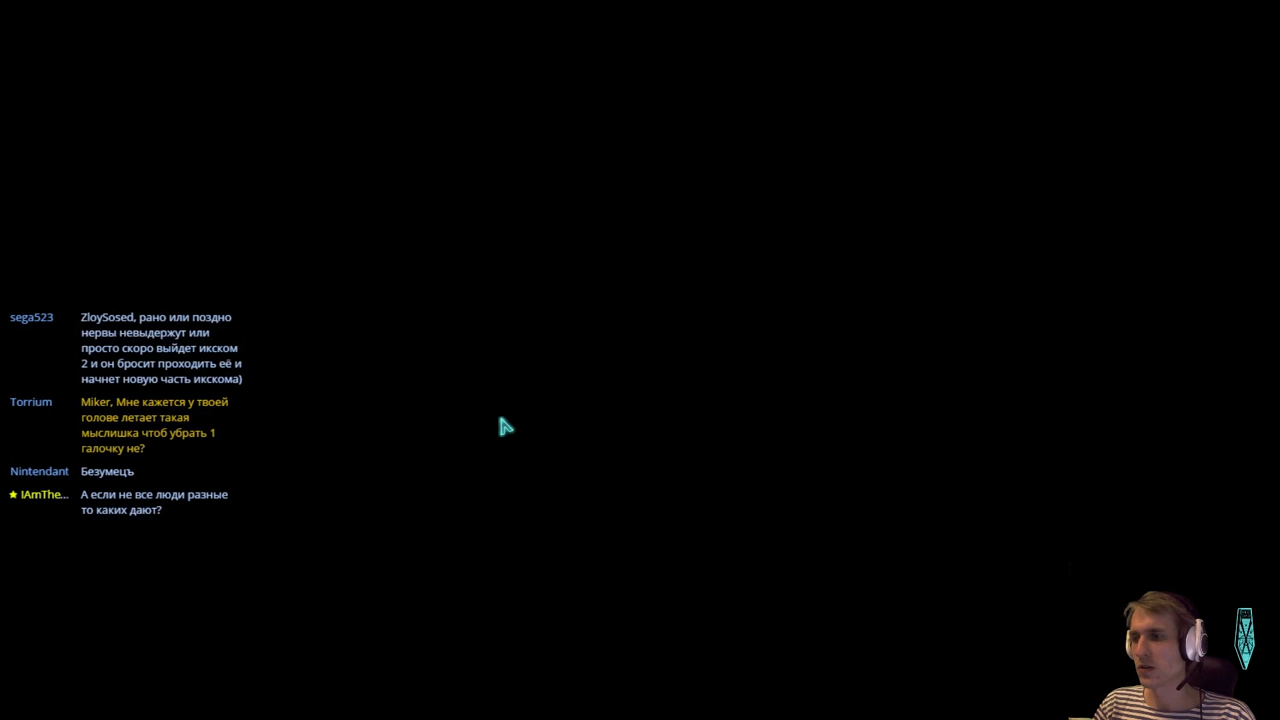 sega523 ZloySosed, рано или поздно
нервы невыдержут или
просто скоро выйдет икском
2 и он бросит проходить её и
начнет новую часть икскома)
Torrium Miker, Мне кажется у твоей
голове летает такая
мыслишка чтоб убрать 1
галочку не?
Nintendant Безумецъ
IAmThe... А если не все люди разные
то каких дают?